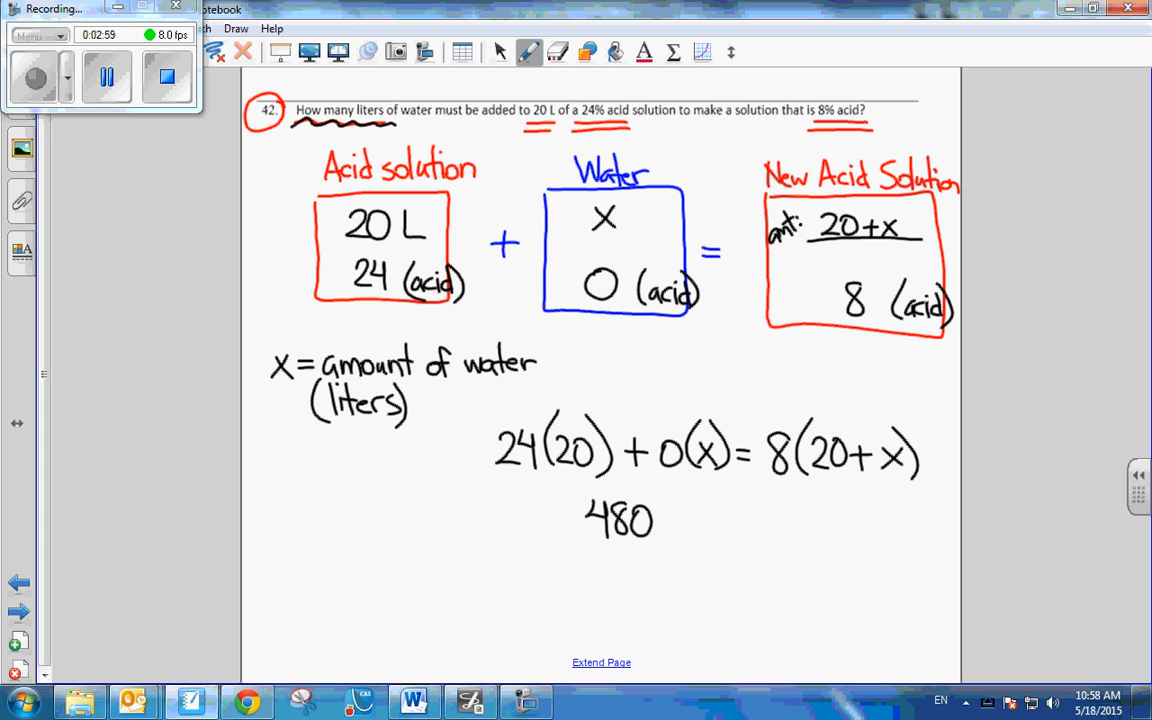 Recording...
otebook
Menu
0:02:59
8.0 fps
th Draw Help
42. How many liters of water must be added to 20 L of a 24% acid solution to make a solution that is 8% acid?
Acid solution
Water
New Acid Solution
20 L
24 (acid)
+
X
0 (acid)
=
amt: 20+x
8 (acid)
x = amount of water
(liters)
24(20) + 0(x) = 8(20+x)
480
Extend Page
CAS
EN
10:58 AM
5/18/2015